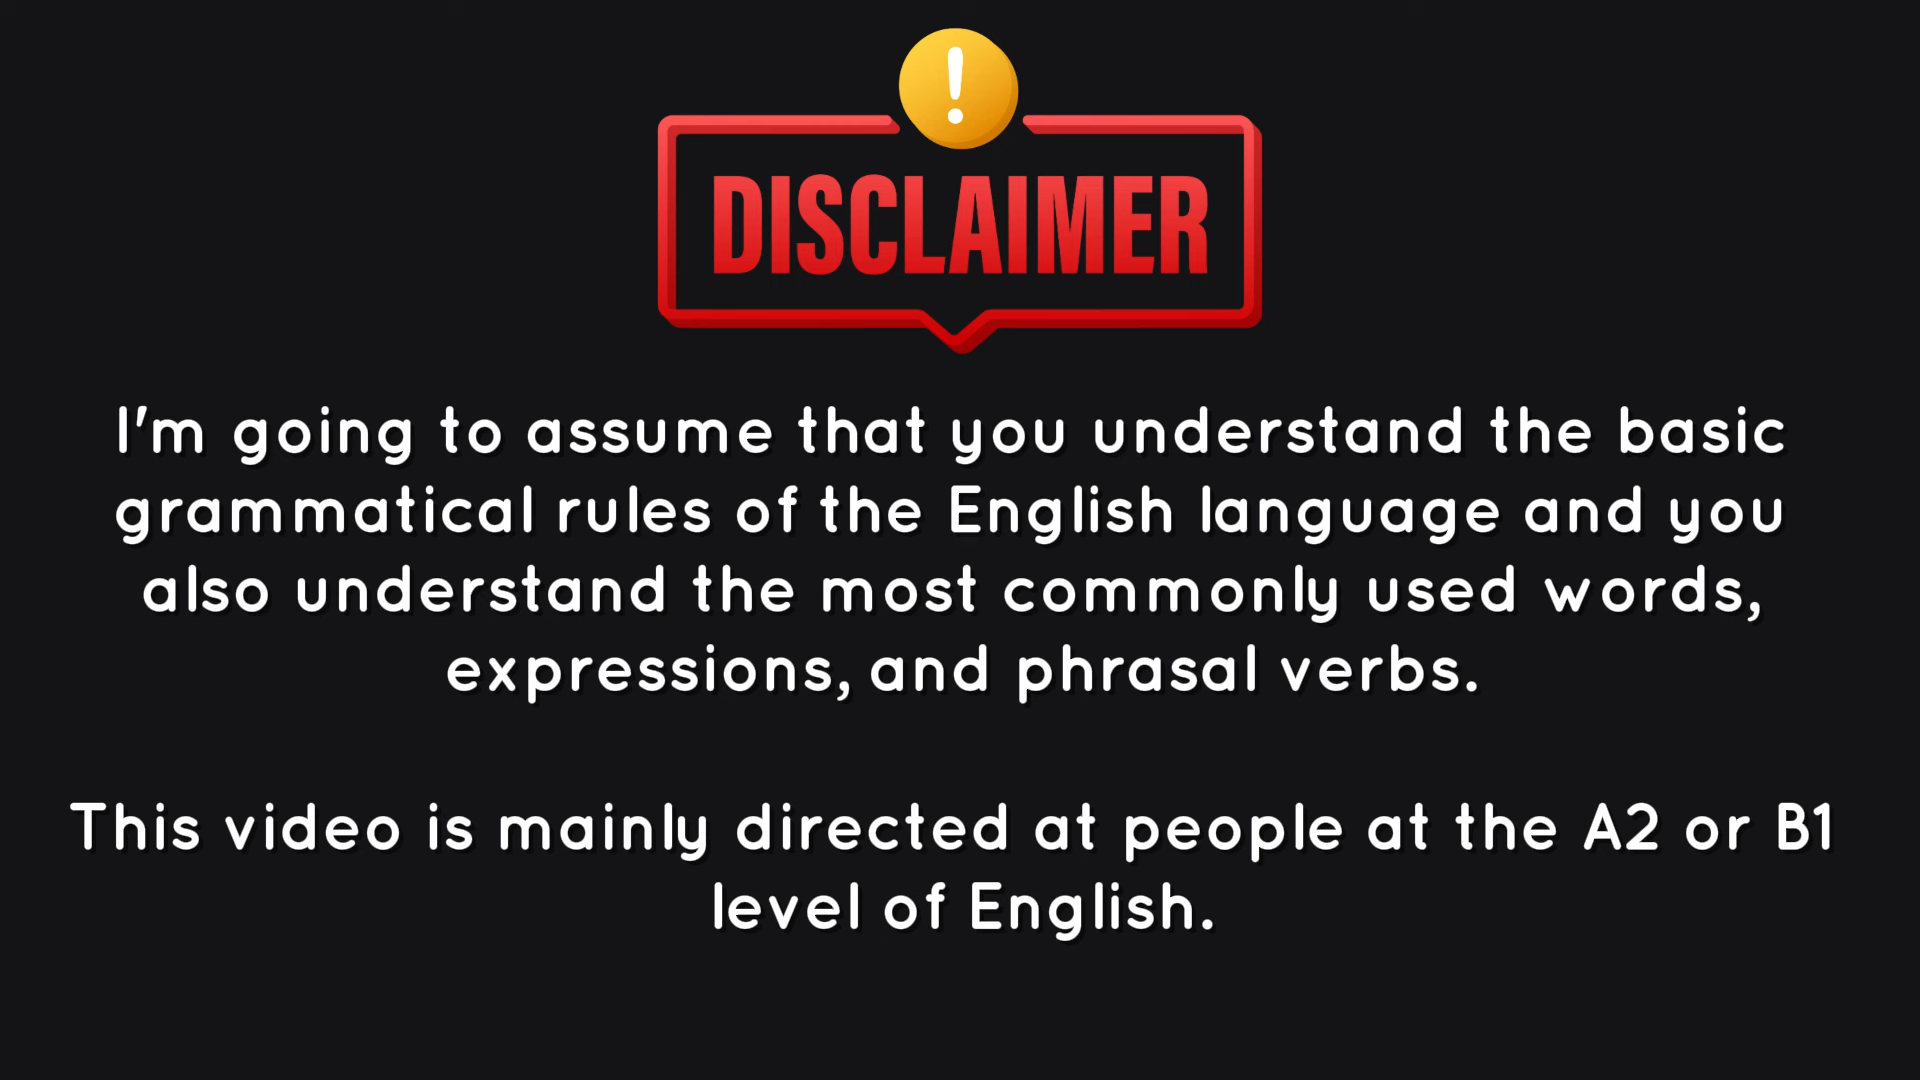 !
DISCLAIMER
I'm going to assume that you understand the basic
grammatical rules of the English language and you
also understand the most commonly used words,
expressions, and phrasal verbs.
This video is mainly directed at people at the A2 or B1
level of English.